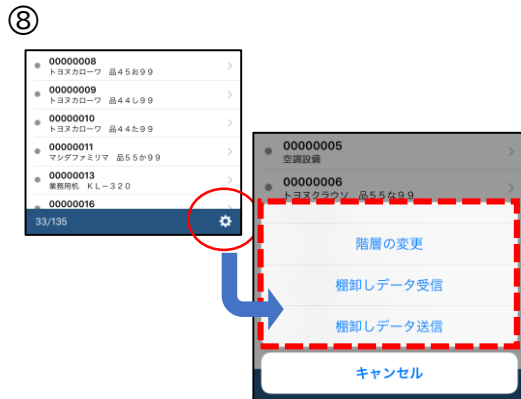 ⑧
00000008
トヨヌカローワ 品４５お９９
00000009
トヨヌカローワ 品４４し９９
00000010
トヨヌカローワ 品４４た９９
00000011
マシダファミリマ 品５５か９９
00000013
業務用机 ＫＬ－３２０
00000016
33/135
00000005
空調設備
00000006
トヨヌクラウソ 品５５な９９
階層の変更
棚卸しデータ受信
棚卸しデータ送信
キャンセル